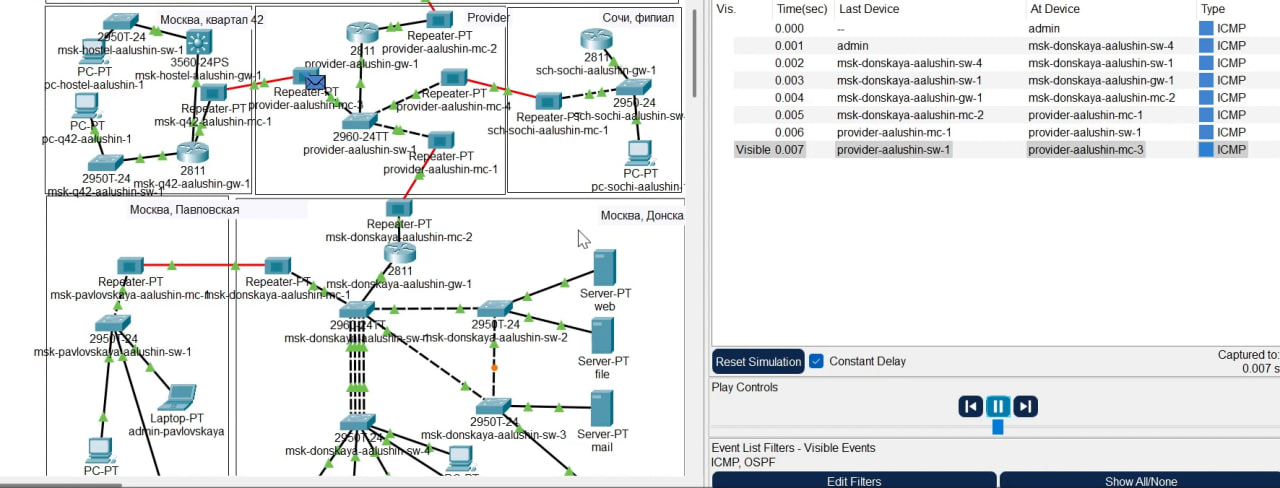 Москва, квартал 42
2950T-24
msk-hostel-aalushin-sw-1
PC-PT
pc-hostel-aalushin-1
3560-24PS
msk-hostel-aalushin-gw-1
Repeater-PT
msk-q42-aalushin-mc-1
PC-PT
pc-q42-aalushin-1
2950T-24
msk-q42-aalushin-sw-1
2811
msk-q42-aalushin-gw-1
Provider
Repeater-PT
provider-aalushin-mc-2
2811
provider-aalushin-gw-1
Repeater-PT
provider-aalushin-mc-3
Repeater-PT
provider-aalushin-mc-4
2960-24TT
provider-aalushin-sw-1
Repeater-PT
provider-aalushin-mc-1
Сочи, филиал
2811
sch-sochi-aalushin-gw-1
2950-24
sch-sochi-aalushin-sw-
Repeater-PT
sch-sochi-aalushin-mc-1
PC-PT
pc-sochi-aalushin-
Москва, Павловская
Repeater-PT
msk-pavlovskaya-aalushin-mc-1
2950T-24
msk-pavlovskaya-aalushin-sw-1
Laptop-PT
admin-pavlovskaya
PC-PT
Москва, Донска
Repeater-PT
msk-donskaya-aalushin-mc-2
2811
msk-donskaya-aalushin-gw-1
Repeater-PT
msk-donskaya-aalushin-mc-1
2960-24TT
msk-donskaya-aalushin-sw-1
2950T-24
msk-donskaya-aalushin-sw-2
Server-PT
web
Server-PT
file
2950T-24
msk-donskaya-aalushin-sw-3
Server-PT
mail
2950T-24
msk-donskaya-aalushin-sw-4
Vis. Time(sec) Last Device At Device Type
0.000 -- admin ICMP
0.001 admin msk-donskaya-aalushin-sw-4 ICMP
0.002 msk-donskaya-aalushin-sw-4 msk-donskaya-aalushin-sw-1 ICMP
0.003 msk-donskaya-aalushin-sw-1 msk-donskaya-aalushin-gw-1 ICMP
0.004 msk-donskaya-aalushin-gw-1 msk-donskaya-aalushin-mc-2 ICMP
0.005 msk-donskaya-aalushin-mc-2 provider-aalushin-mc-1 ICMP
0.006 provider-aalushin-mc-1 provider-aalushin-sw-1 ICMP
Visible 0.007 provider-aalushin-sw-1 provider-aalushin-mc-3 ICMP
Reset Simulation Constant Delay Captured to:
0.007 s
Play Controls
Event List Filters - Visible Events
ICMP, OSPF
Edit Filters Show All/None